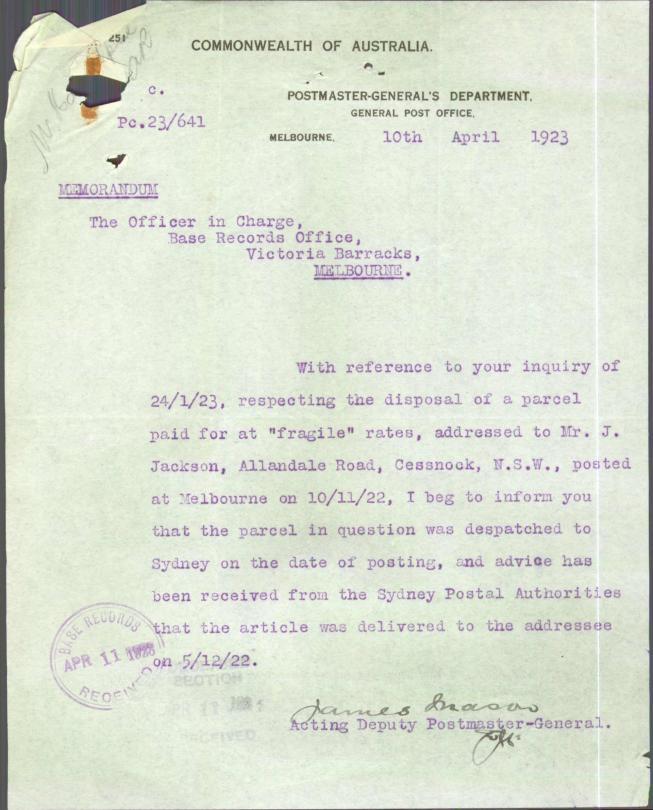 251
COMMONWEALTH OF AUSTRALIA.
c.
POSTMASTER-GENERAL'S DEPARTMENT,
GENERAL POST OFFICE,
Pc.23/641
MELBOURNE, 10th April 1923
MEMORANDUM
The Officer in Charge,
Base Records Office,
Victoria Barracks,
MELBOURNE.
With reference to your inquiry of
24/1/23, respecting the disposal of a parcel
paid for at "fragile" rates, addressed to Mr. J.
Jackson, Allandale Road, Cessnock, N.S.W., posted
at Melbourne on 10/11/22, I beg to inform you
that the parcel in question was despatched to
Sydney on the date of posting, and advice has
been received from the Sydney Postal Authorities
that the article was delivered to the addressee
on 5/12/22.
BASE RECORDS
APR 11 1923
RECEIVED
SECTION
RECEIVED
James Mason
Acting Deputy Postmaster-General.